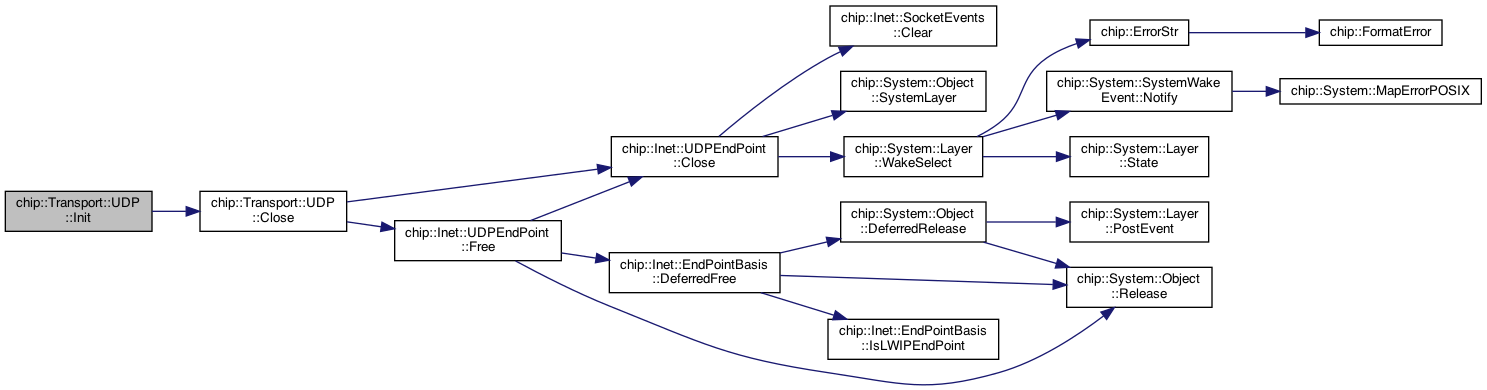 chip::Transport::UDP
::Init
chip::Transport::UDP
::Close
chip::Inet::UDPEndPoint
::Close
chip::Inet::UDPEndPoint
::Free
chip::Inet::SocketEvents
::Clear
chip::System::Object
::SystemLayer
chip::System::Layer
::WakeSelect
chip::Inet::EndPointBasis
::DeferredFree
chip::System::Object
::DeferredRelease
chip::Inet::EndPointBasis
::IsLWIPEndPoint
chip::ErrorStr
chip::System::SystemWake
Event::Notify
chip::System::Layer
::State
chip::System::Layer
::PostEvent
chip::System::Object
::Release
chip::FormatError
chip::System::MapErrorPOSIX